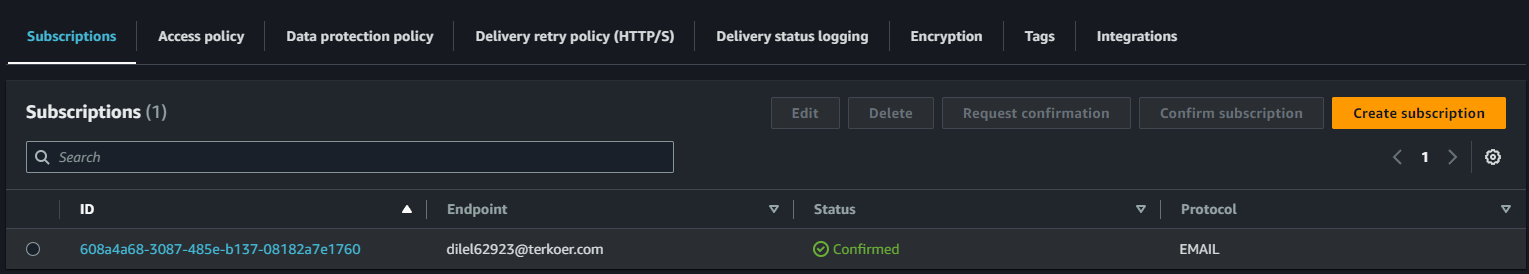 Subscriptions Access policy Data protection policy Delivery retry policy (HTTP/S) Delivery status logging Encryption Tags Integrations
Subscriptions (1) Edit Delete Request confirmation Confirm subscription Create subscription
Search 1
ID Endpoint Status Protocol
608a4a68-3087-485e-b137-08182a7e1760 dilel62923@terkoer.com Confirmed EMAIL